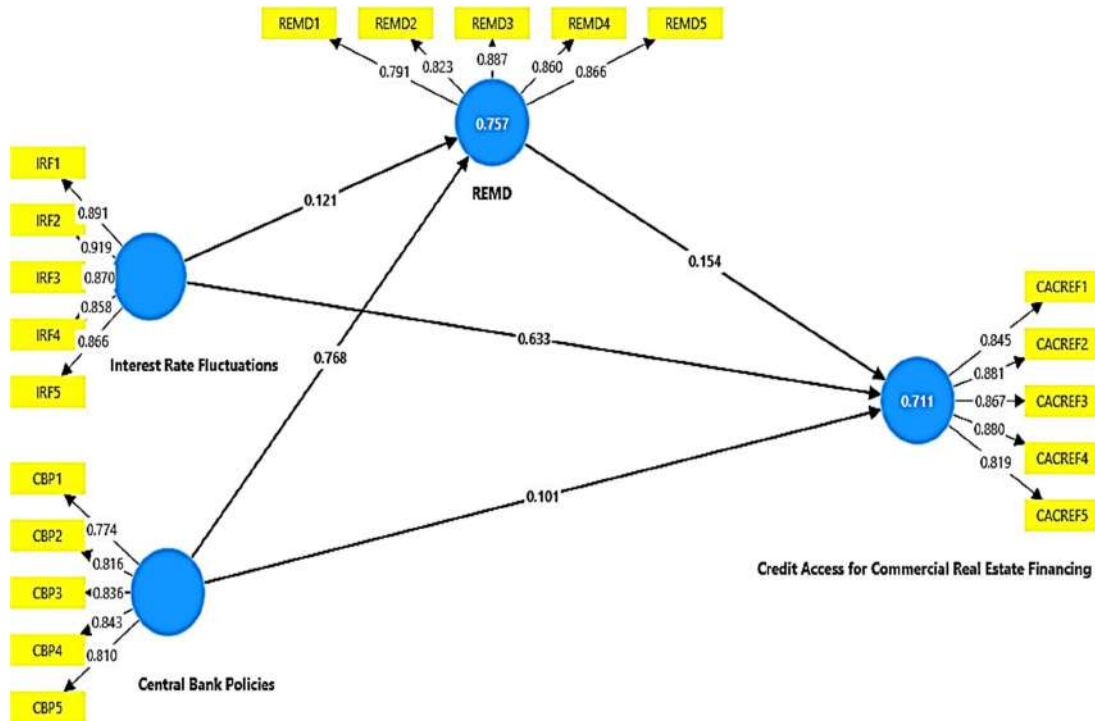 REMD1
REMD2
REMD3
REMD4
REMD5
0.791
0.823
0.887
0.860
0.866
0.757
REMD
IRF1
IRF2
IRF3
IRF4
IRF5
0.891
0.919
0.870
0.858
0.866
Interest Rate Fluctuations
0.121
0.154
0.633
0.768
0.101
CACREF1
CACREF2
CACREF3
CACREF4
CACREF5
0.845
0.881
0.867
0.880
0.819
0.711
Credit Access for Commercial Real Estate Financing
CBP1
CBP2
CBP3
CBP4
CBP5
0.774
0.816
0.836
0.843
0.810
Central Bank Policies